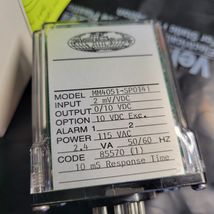 MODEL MM4051-SP0141
INPUT 2 mV/VDC
OUTPUT 0/10 VDC
OPTION 10 VDC Exc.
ALARM 1 2
POWER 115 VAC
2.4 VA 50/60 HZ
CODE 85570 (1)
10 mS Response Time